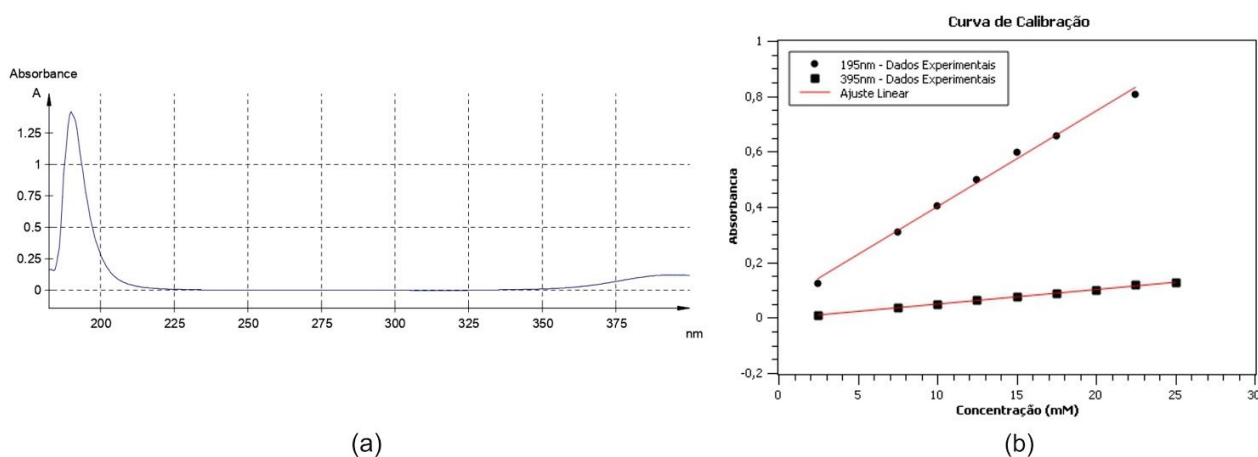 Absorbance
A
1.25
1
0.75
0.5
0.25
0
200
225
250
275
300
325
350
375
nm
(a)
Curva de Calibração
195nm - Dados Experimentais
395nm - Dados Experimentais
Ajuste Linear
Absorbancia
1
0,8
0,6
0,4
0,2
0
-0,2
0
5
10
15
20
25
30
Concentração (mM)
(b)